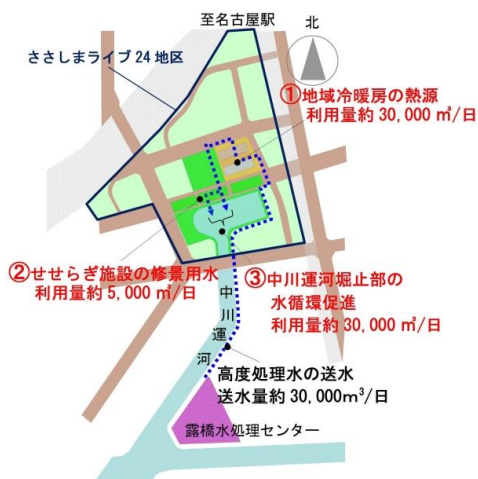 至名古屋駅
北
ささしまライブ24地区
①地域冷暖房の熱源
利用量約30,000㎥/日
②せせらぎ施設の修景用水
利用量約5,000㎥/日
③中川運河堀止部の
水循環促進
利用量約30,000㎥/日
中川運河
高度処理水の送水
送水量約30,000m³/日
露橋水処理センター